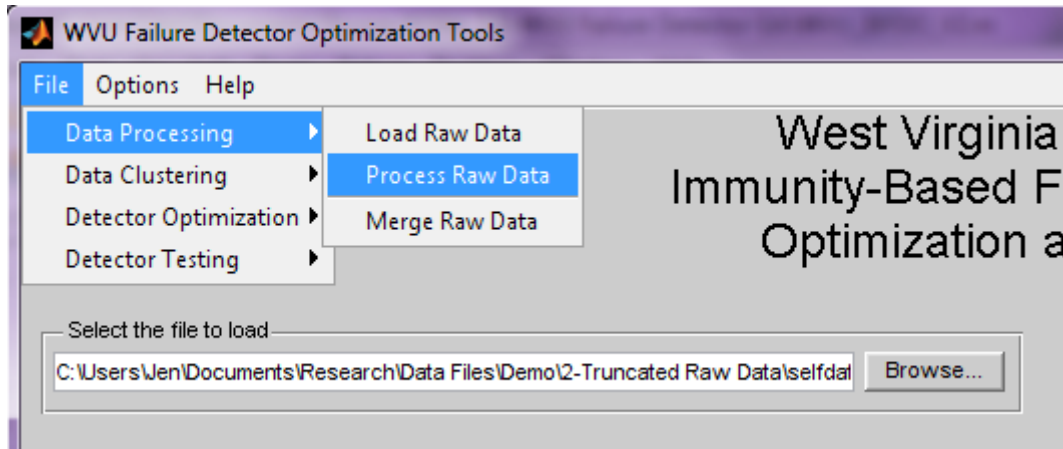 WVU Failure Detector Optimization Tools
File Options Help
Data Processing
Data Clustering
Detector Optimization
Detector Testing
Load Raw Data
Process Raw Data
Merge Raw Data
West Virginia
Immunity-Based F
Optimization a
Select the file to load
C:\Users\Jen\Documents\Research\Data Files\Demo\2-Truncated Raw Data\selfdat
Browse...